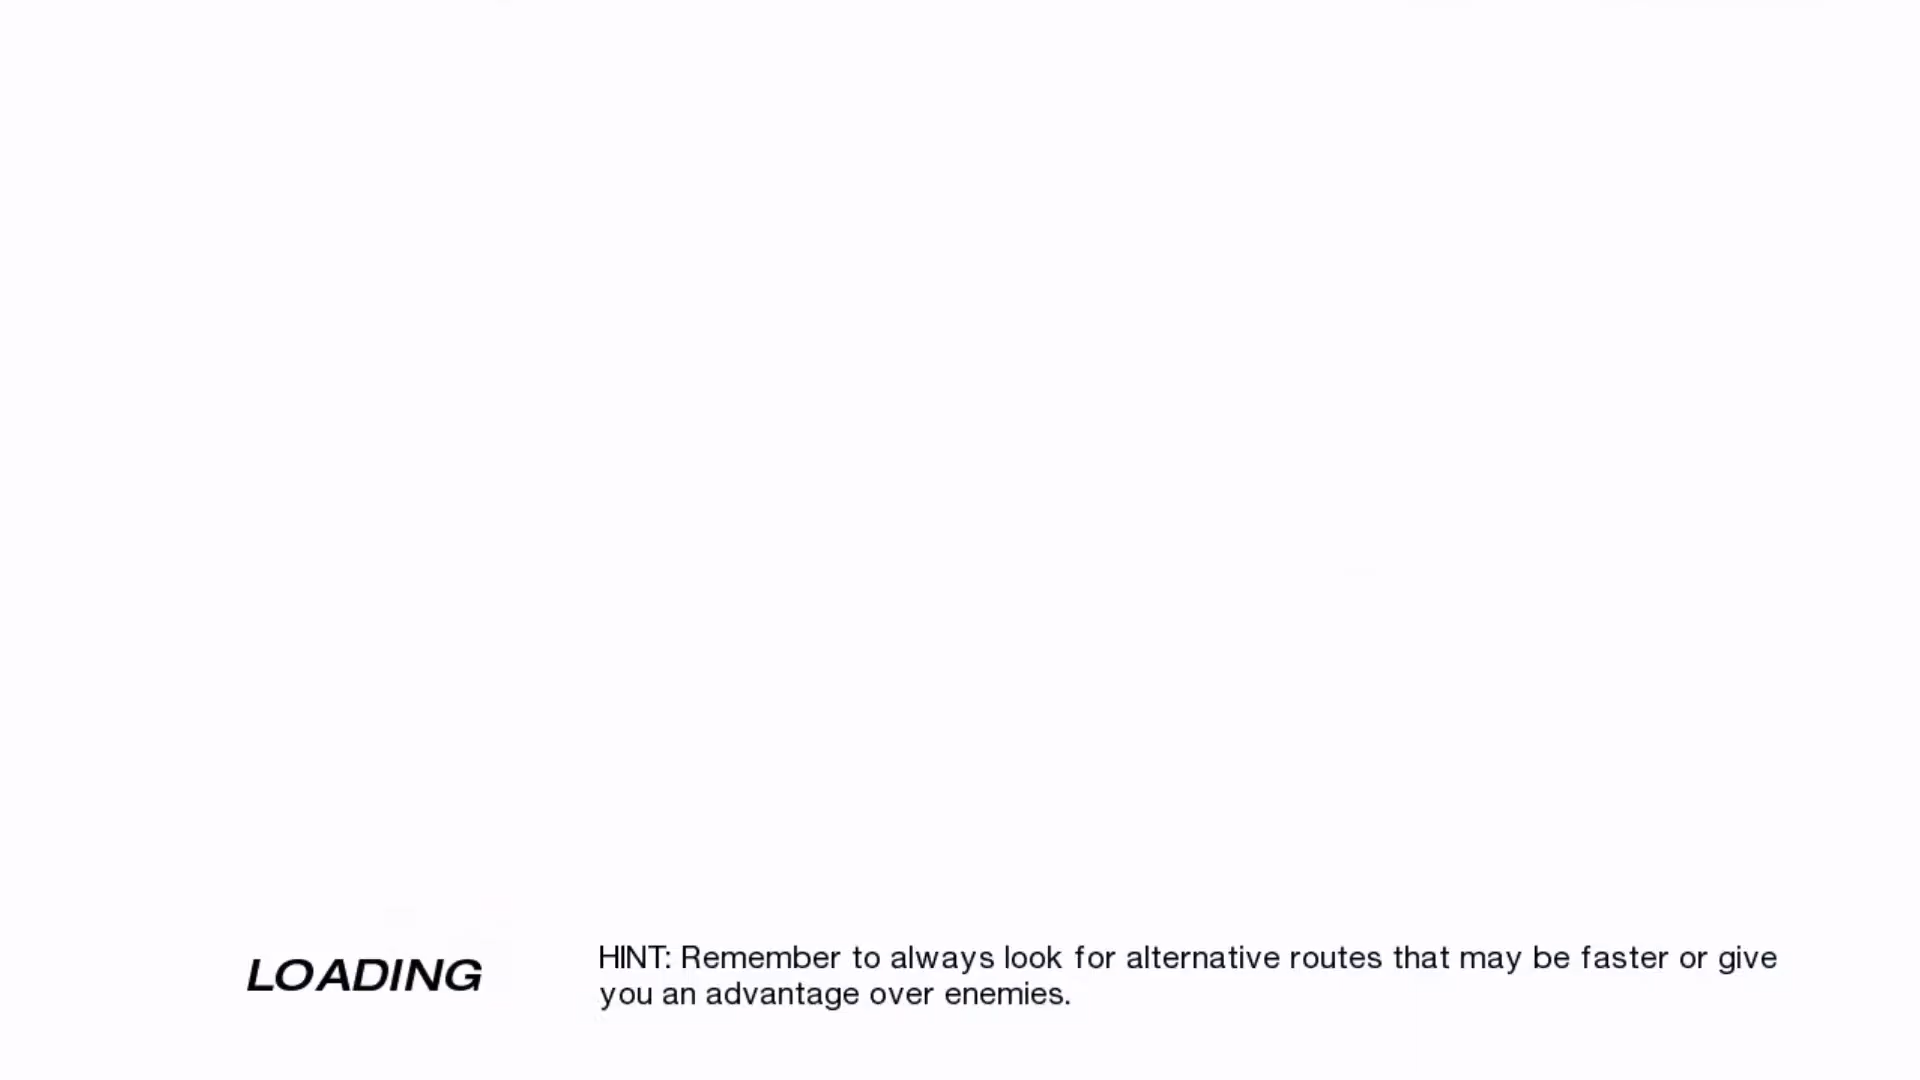 LOADING
HINT: Remember to always look for alternative routes that may be faster or give
you an advantage over enemies.